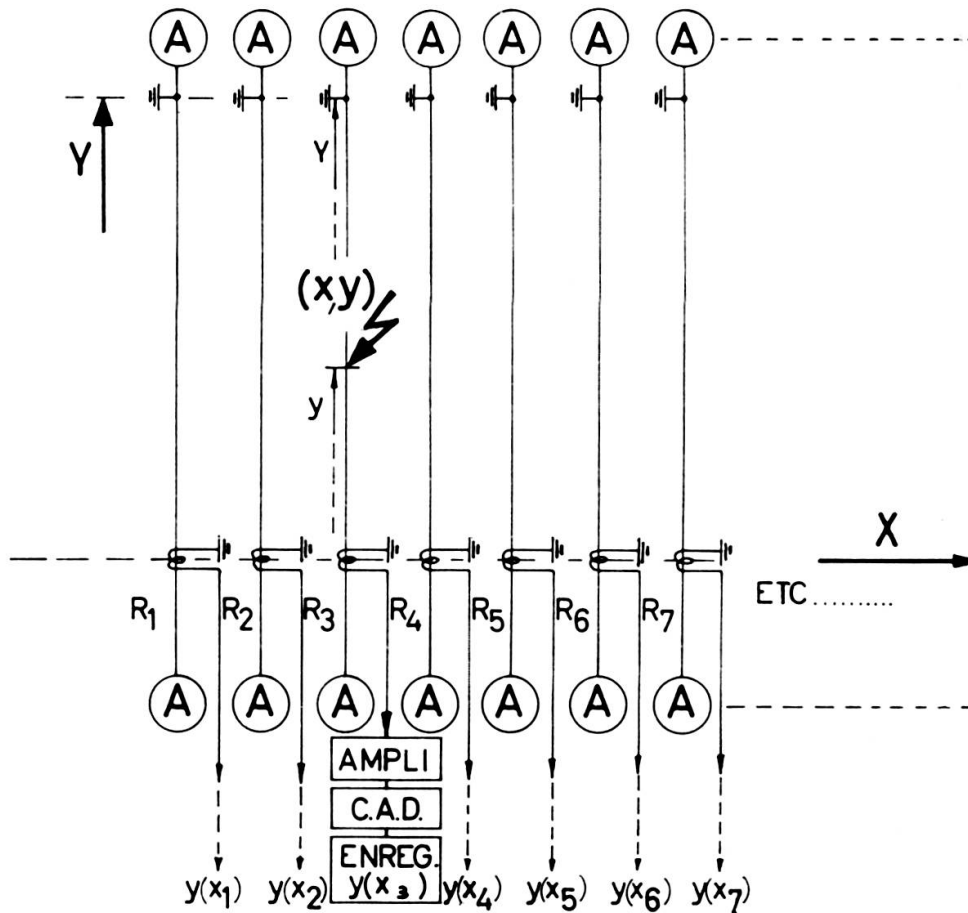 A A A A A A A
Y
Y
(x,y)
y
X
R1 R2 R3 R4 R5 R6 R7
ETC..........
A A A A A A A
AMPLI
C.A.D.
ENREG.
y(x1) y(x2) y(x3) y(x4) y(x5) y(x6) y(x7)